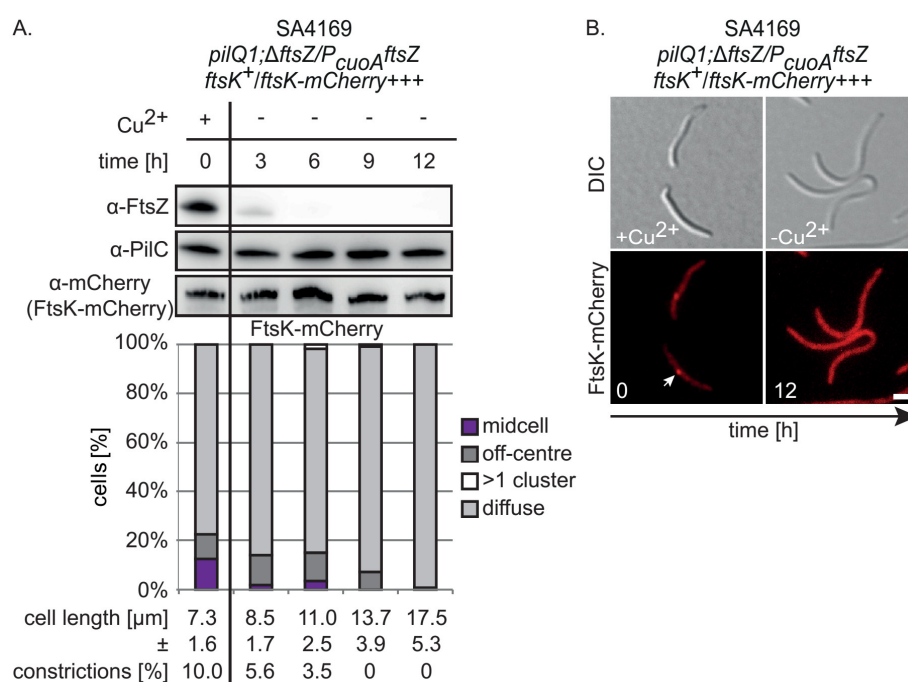 A.
SA4169
pilQ1;ΔftsZ/PcuoAftsZ
ftsK+/ftsK-mCherry+++
Cu2+ + - - - -
time [h] 0 3 6 9 12
α-FtsZ
α-PilC
α-mCherry
(FtsK-mCherry)
FtsK-mCherry
100%
80%
60%
40%
20%
0%
cells [%]
midcell
off-centre
>1 cluster
diffuse
cell length [µm] 7.3 8.5 11.0 13.7 17.5
± 1.6 1.7 2.5 3.9 5.3
constrictions [%] 10.0 5.6 3.5 0 0
B.
SA4169
pilQ1;ΔftsZ/PcuoAftsZ
ftsK+/ftsK-mCherry+++
DIC
+Cu2+ -Cu2+
FtsK-mCherry
0 12
time [h]